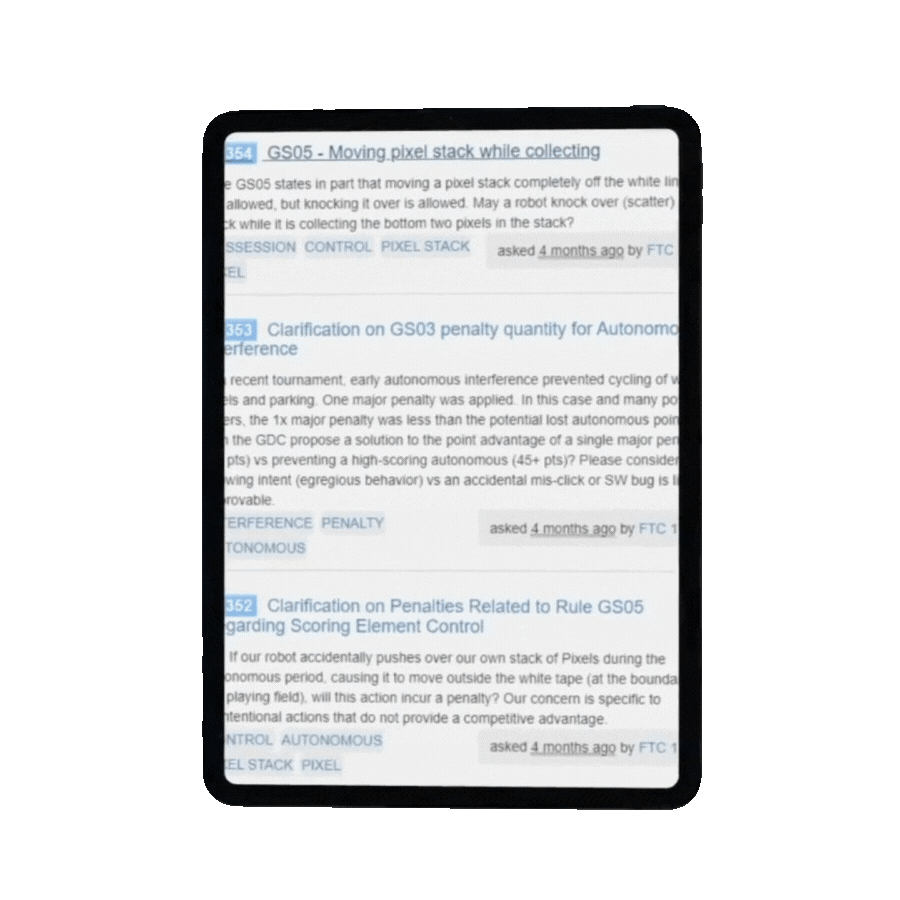 354 GS05 - Moving pixel stack while collecting
e GS05 states in part that moving a pixel stack completely off the white lin
allowed, but knocking it over is allowed. May a robot knock over (scatter)
ck while it is collecting the bottom two pixels in the stack?
SSESSION CONTROL PIXEL STACK asked 4 months ago by FTC
EL
353 Clarification on GS03 penalty quantity for Autonomo
erference
recent tournament, early autonomous interference prevented cycling of w
els and parking. One major penalty was applied. In this case and many po
ers, the 1x major penalty was less than the potential lost autonomous poin
n the GDC propose a solution to the point advantage of a single major pen
pts) vs preventing a high-scoring autonomous (45+ pts)? Please consider
wing intent (egregious behavior) vs an accidental mis-click or SW bug is li
rovable.
ERFERENCE PENALTY asked 4 months ago by FTC 1
TONOMOUS
352 Clarification on Penalties Related to Rule GS05
garding Scoring Element Control
If our robot accidentally pushes over our own stack of Pixels during the
onomous period, causing it to move outside the white tape (at the bounda
playing field), will this action incur a penalty? Our concern is specific to
ntentional actions that do not provide a competitive advantage.
NTROL AUTONOMOUS asked 4 months ago by FTC 1
EL STACK PIXEL